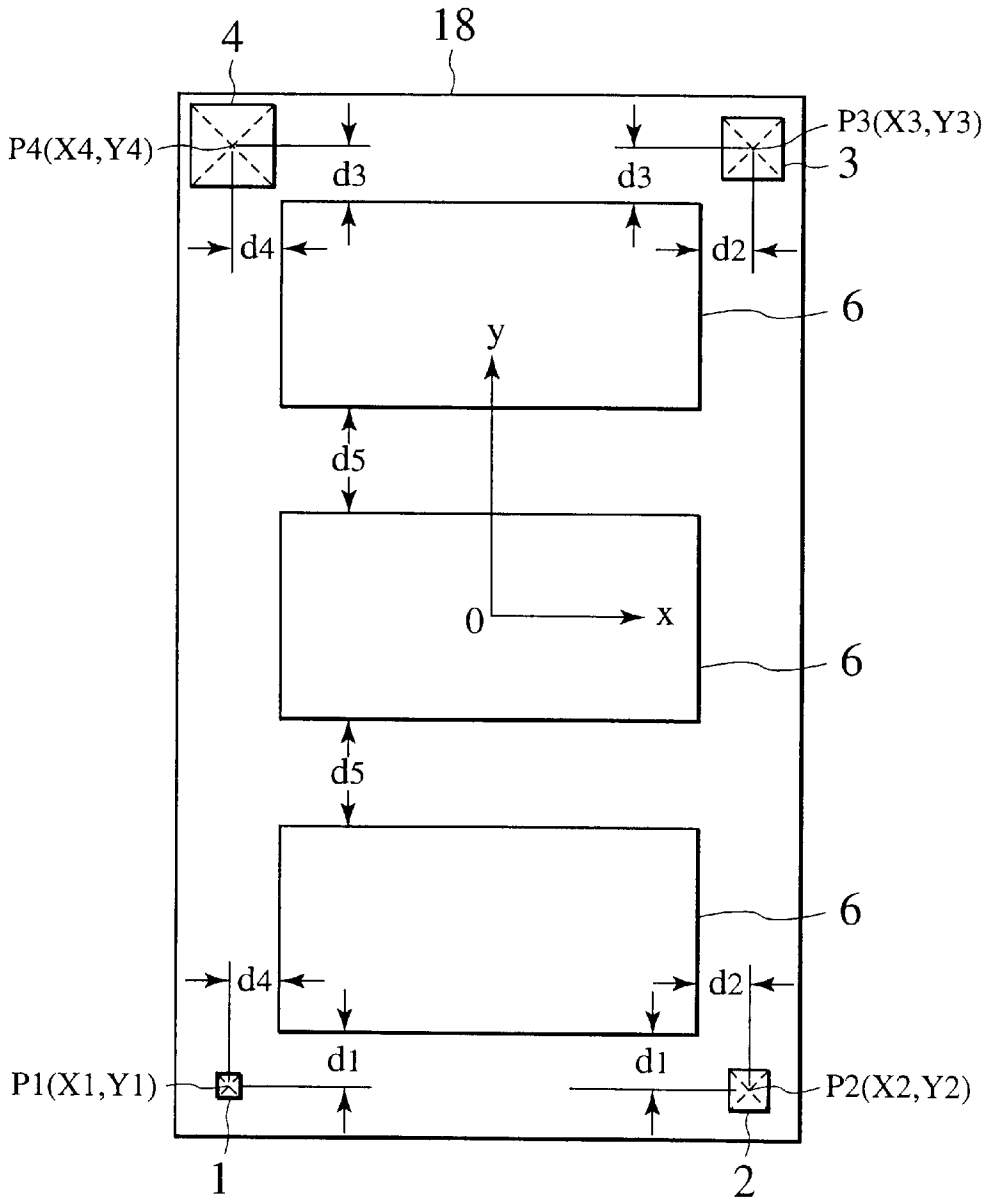 18
4
P4(X4,Y4)
P3(X3,Y3)
3
d3
d3
d4
d2
6
y
d5
0
x
6
d5
6
d4
d2
d1
d1
P1(X1,Y1)
P2(X2,Y2)
1
2